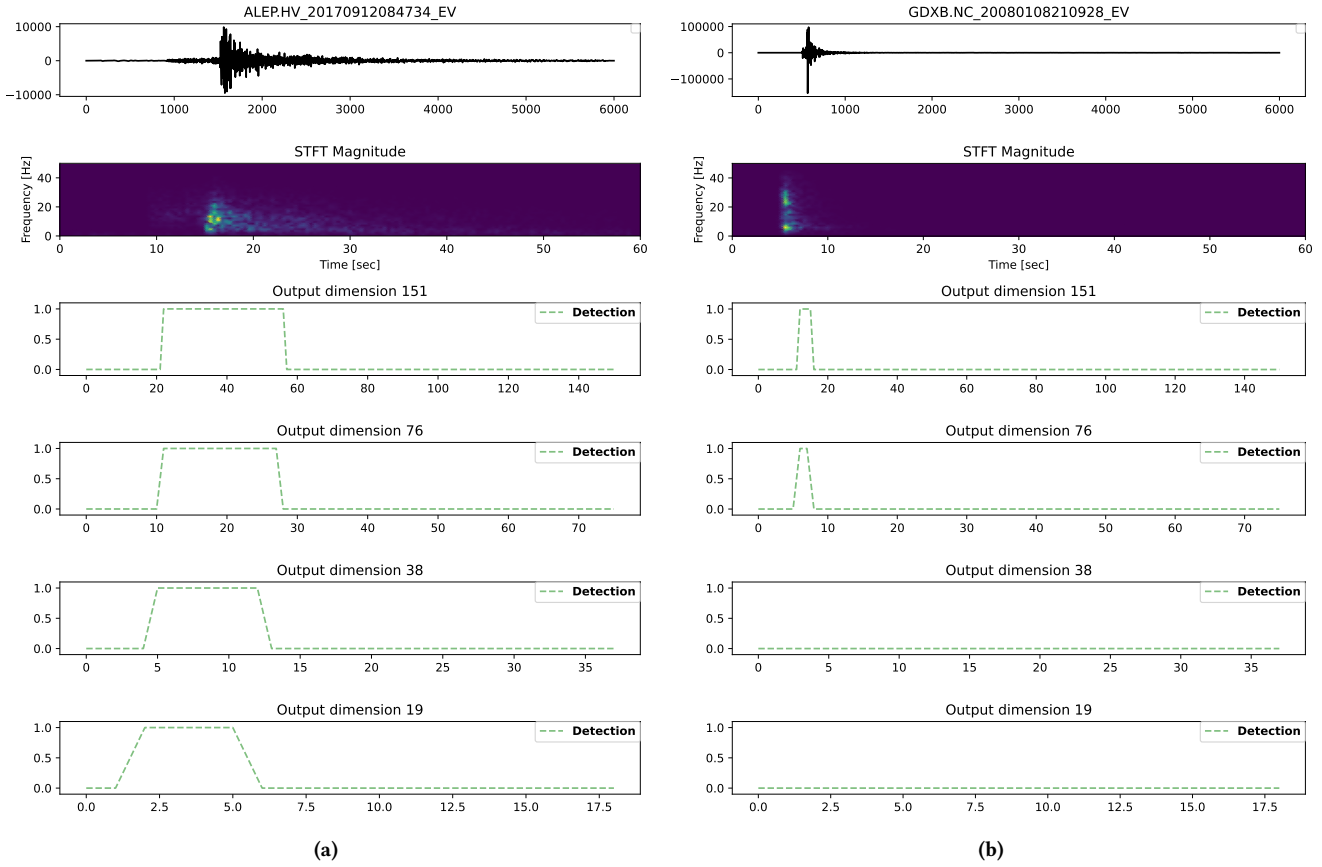 ALEP.HV_20170912084734_EV
10000
0
−10000
0 1000 2000 3000 4000 5000 6000
STFT Magnitude
Frequency [Hz]
40
20
0
0 10 20 30 40 50 60
Time [sec]
Output dimension 151
1.0
0.5
0.0
Detection
0 20 40 60 80 100 120 140
Output dimension 76
1.0
0.5
0.0
Detection
0 10 20 30 40 50 60 70
Output dimension 38
1.0
0.5
0.0
Detection
0 5 10 15 20 25 30 35
Output dimension 19
1.0
0.5
0.0
Detection
0.0 2.5 5.0 7.5 10.0 12.5 15.0 17.5
(a)
GDXB.NC_20080108210928_EV
100000
0
−100000
0 1000 2000 3000 4000 5000 6000
STFT Magnitude
Frequency [Hz]
40
20
0
0 10 20 30 40 50 60
Time [sec]
Output dimension 151
1.0
0.5
0.0
Detection
0 20 40 60 80 100 120 140
Output dimension 76
1.0
0.5
0.0
Detection
0 10 20 30 40 50 60 70
Output dimension 38
1.0
0.5
0.0
Detection
0 5 10 15 20 25 30 35
Output dimension 19
1.0
0.5
0.0
Detection
0.0 2.5 5.0 7.5 10.0 12.5 15.0 17.5
(b)